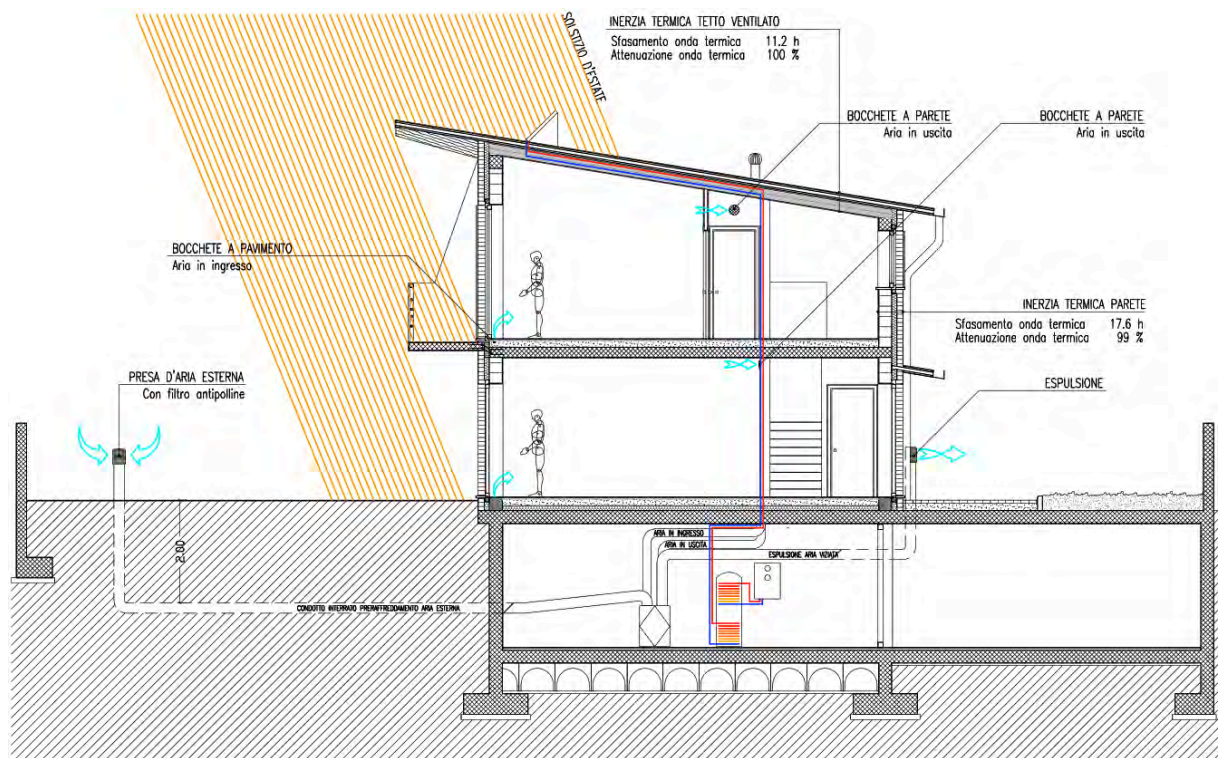 SOLSTIZIO D'ESTATE
INERZIA TERMICA TETTO VENTILATO
Sfasamento onda termica 11.2 h
Attenuazione onda termica 100 %
BOCCHETE A PARETE
Aria in uscita
BOCCHETE A PARETE
Aria in uscita
BOCCHETE A PAVIMENTO
Aria in ingresso
INERZIA TERMICA PARETE
Sfasamento onda termica 17.6 h
Attenuazione onda termica 99 %
PRESA D'ARIA ESTERNA
Con filtro antipolline
ESPULSIONE
2.00
ARIA IN INGRESSO
ARIA IN USCITA
ESPULSIONE ARIA VIZIATA
CONDOTTO INTERRATO PRERAFFREDDAMENTO ARIA ESTERNA